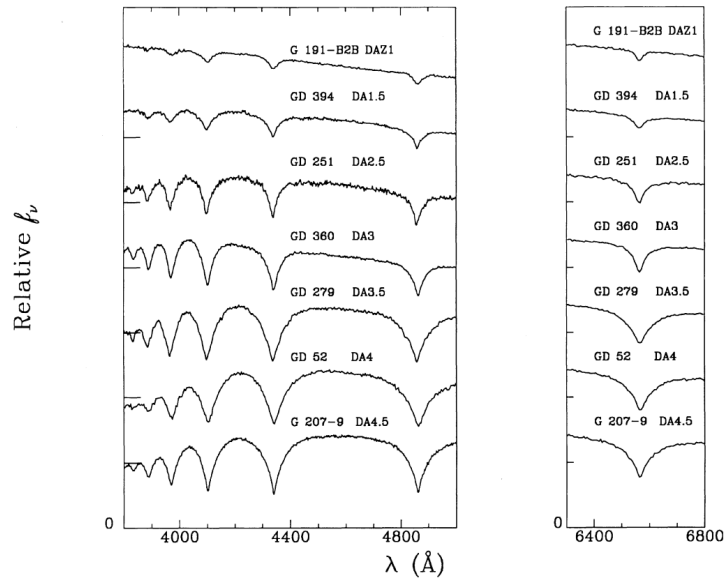 G 191-B2B DAZ1
GD 394 DA1.5
GD 251 DA2.5
GD 360 DA3
GD 279 DA3.5
GD 52 DA4
G 207-9 DA4.5
0
4000 4400 4800
G 191-B2B DAZ1
GD 394 DA1.5
GD 251 DA2.5
GD 360 DA3
GD 279 DA3.5
GD 52 DA4
G 207-9 DA4.5
0
6400 6800
Relative fν
λ (Å)